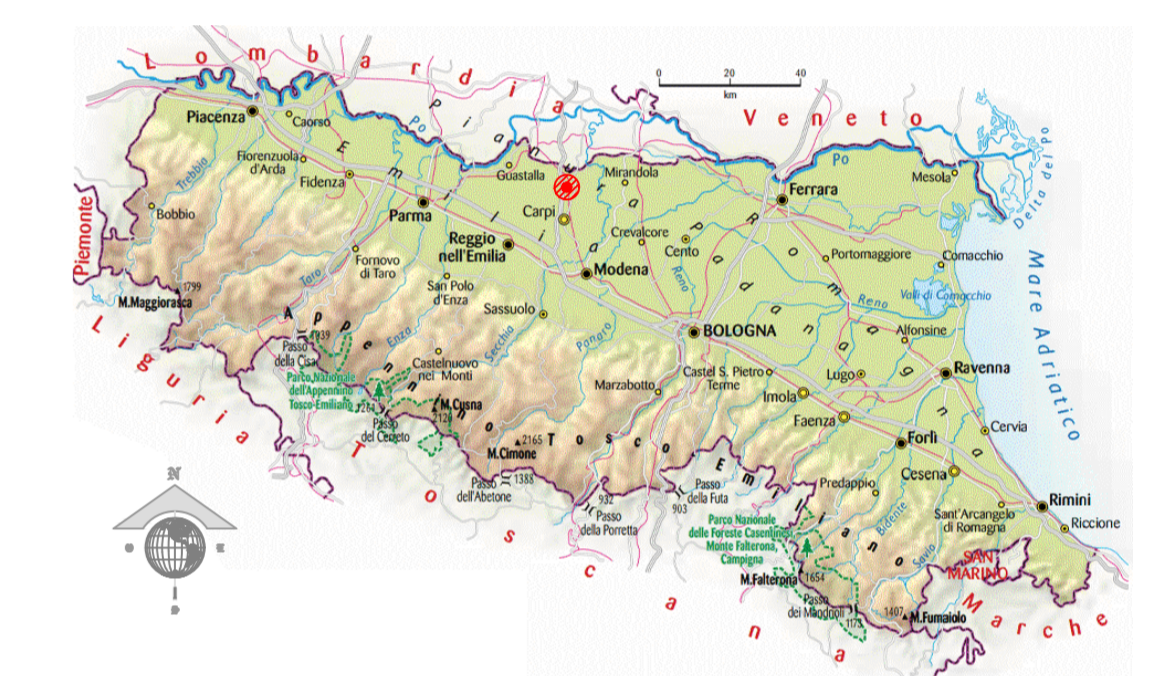 Lombardia
0 20 40
km
Veneto
Piacenza
Caorso
Po
Pianura
Po
Fiorenzuola
d'Arda
Fidenza
Trebbio
Guastalla
Mirandola
Ferrara
Mesola
Delta del Po
Emilia
Romagna
Bobbio
Parma
Carpi
Crevalcore
Cento
Piemonte
Reggio
nell'Emilia
Modena
Portomaggiore
Comacchio
Mare Adriatico
Fornovo
di Taro
Taro
San Polo
d'Enza
Reno
Reno
Valli di Comacchio
M.Maggiorasca
1799
Sassuolo
Enza
Secchia
Panaro
BOLOGNA
Alfonsine
Liguria
Appennino
Tosco
Emiliano
Passo
della Cisa
Castelnuovo
nei Monti
Marzabotto
Castel S. Pietro
Terme
Lugo
Ravenna
Parco Nazionale
dell'Appennino
Tosco-Emiliano
M.Cusna
Imola
Faenza
Passo
del Cerreto
2165
M.Cimone
Forlì
Cervia
Cesena
Toscana
Passo
dell'Abetone
1388
932
Passo
della Porretta
Passo
della Futa
903
Predappio
Bidente
Savio
Sant'Arcangelo
di Romagna
Rimini
Riccione
Parco Nazionale
delle Foreste Casentinesi,
Monte Falterona,
Campigna
SAN
MARINO
M.Falterona
1654
Passo
dei Mandrioli
1173
1407
M.Fumaiolo
Marche
N
O E
S